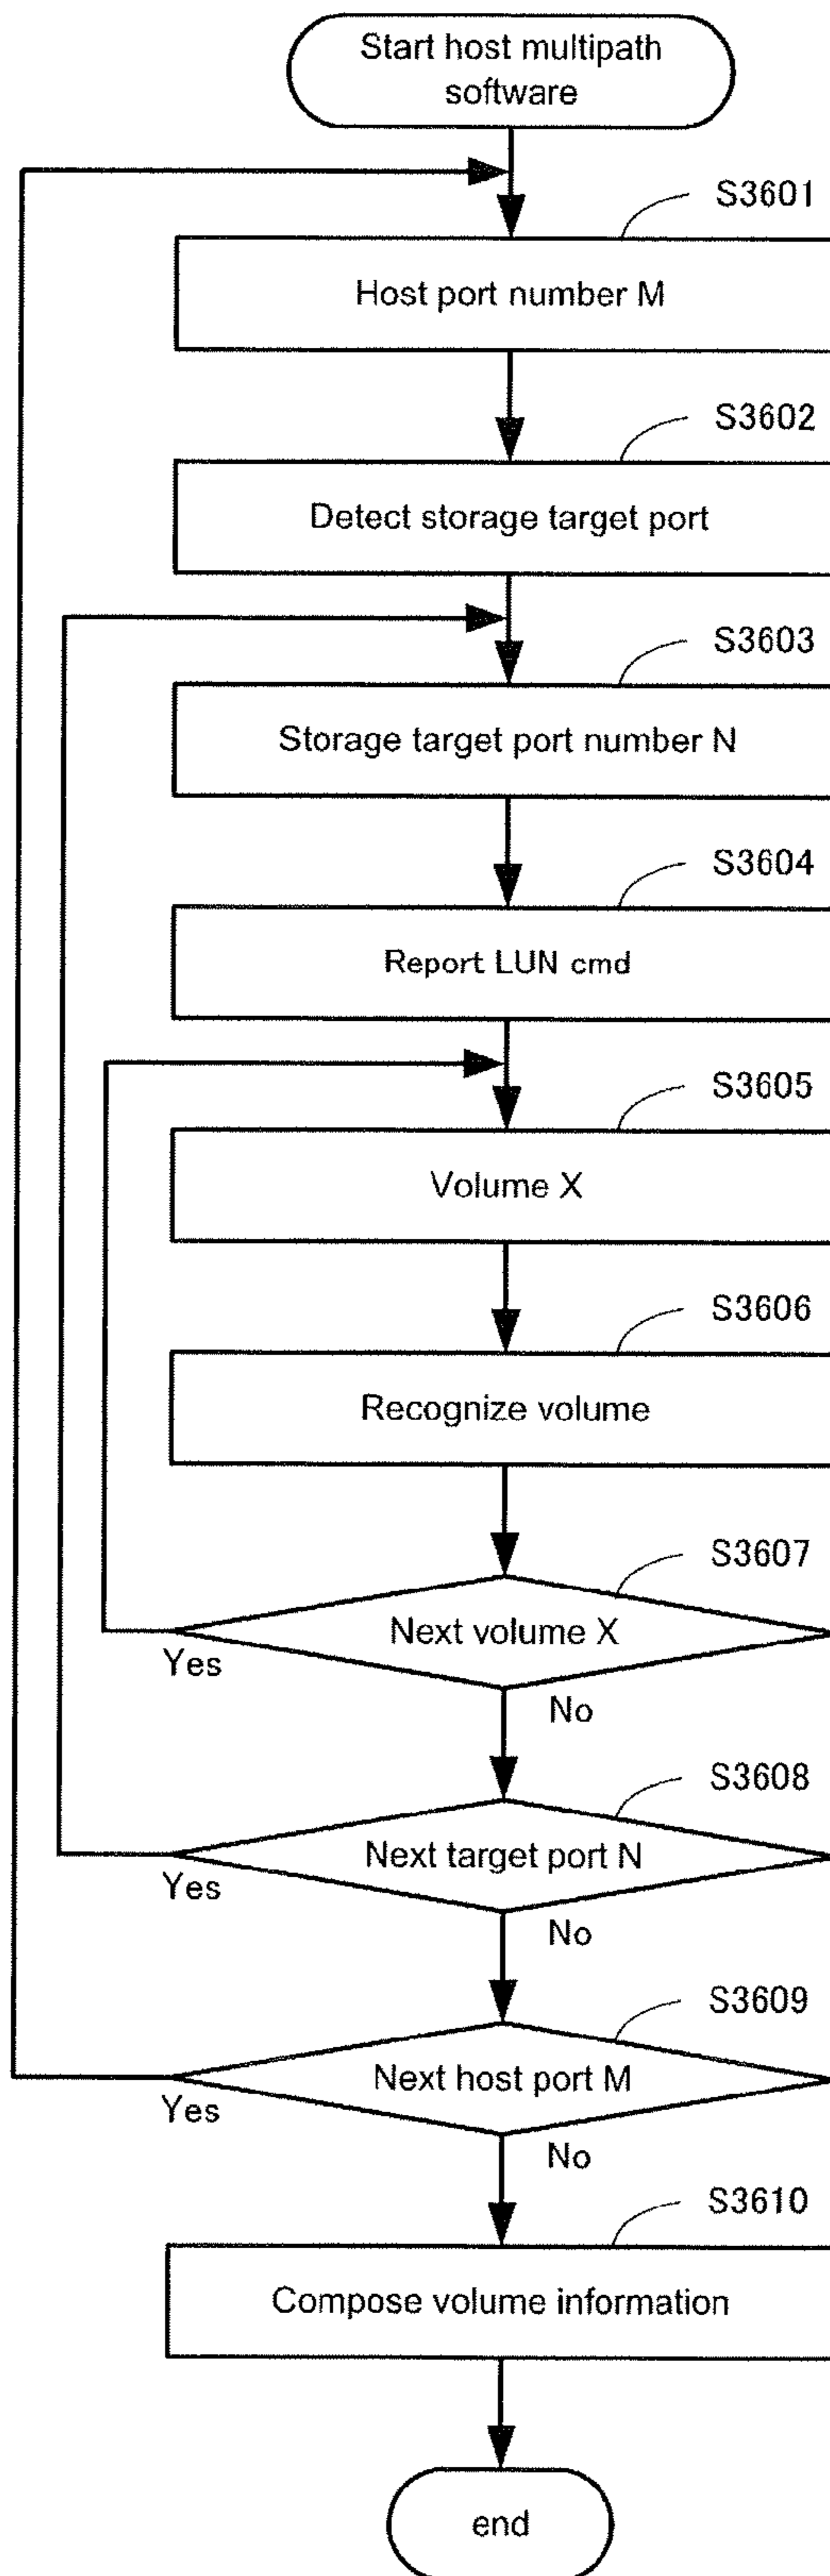 Start host multipath
software
S3601
Host port number M
S3602
Detect storage target port
S3603
Storage target port number N
S3604
Report LUN cmd
S3605
Volume X
S3606
Recognize volume
S3607
Next volume X
Yes
No
S3608
Next target port N
Yes
No
S3609
Next host port M
Yes
No
S3610
Compose volume information
end